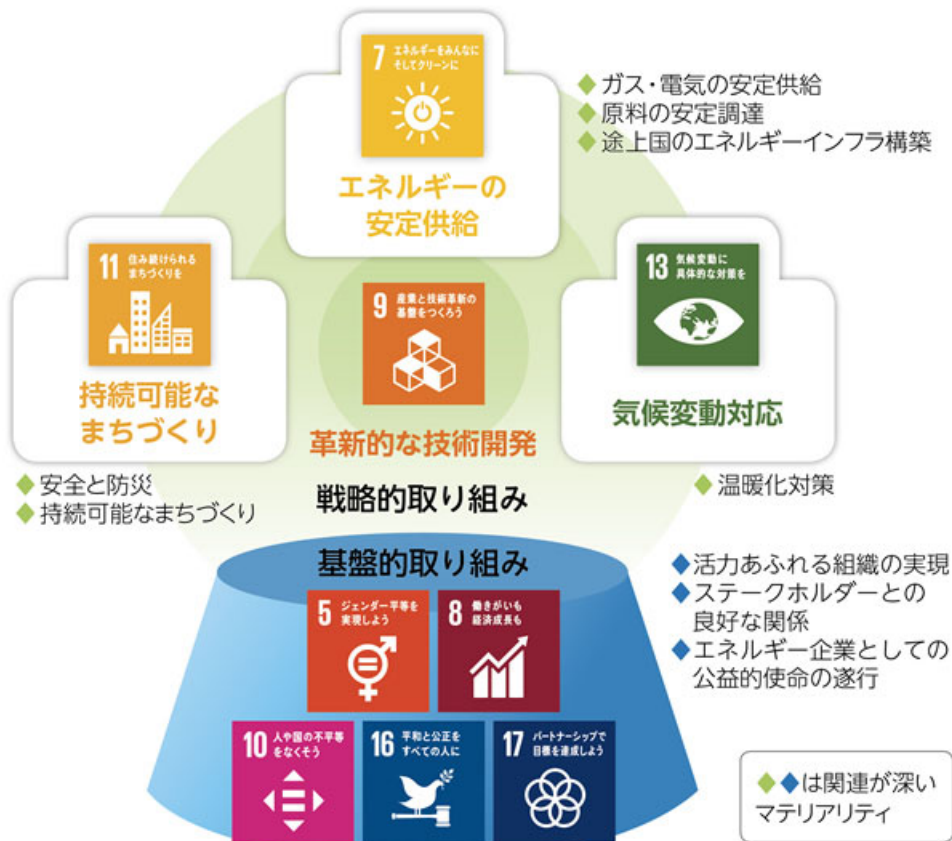 7 エネルギーをみんなに
そしてクリーンに
エネルギーの
安定供給
◆ ガス・電気の安定供給
◆ 原料の安定調達
◆ 途上国のエネルギーインフラ構築
11 住み続けられる
まちづくりを
持続可能な
まちづくり
◆ 安全と防災
◆ 持続可能なまちづくり
9 産業と技術革新の
基盤をつくろう
革新的な技術開発
13 気候変動に
具体的な対策を
気候変動対応
◆ 温暖化対策
戦略的取り組み
基盤的取り組み
5 ジェンダー平等を
実現しよう
8 働きがいも
経済成長も
10 人や国の不平等
をなくそう
16 平和と公正を
すべての人に
17 パートナーシップで
目標を達成しよう
◆ 活力あふれる組織の実現
◆ ステークホルダーとの
良好な関係
◆ エネルギー企業としての
公益的使命の遂行
◆◆は関連が深い
マテリアリティ